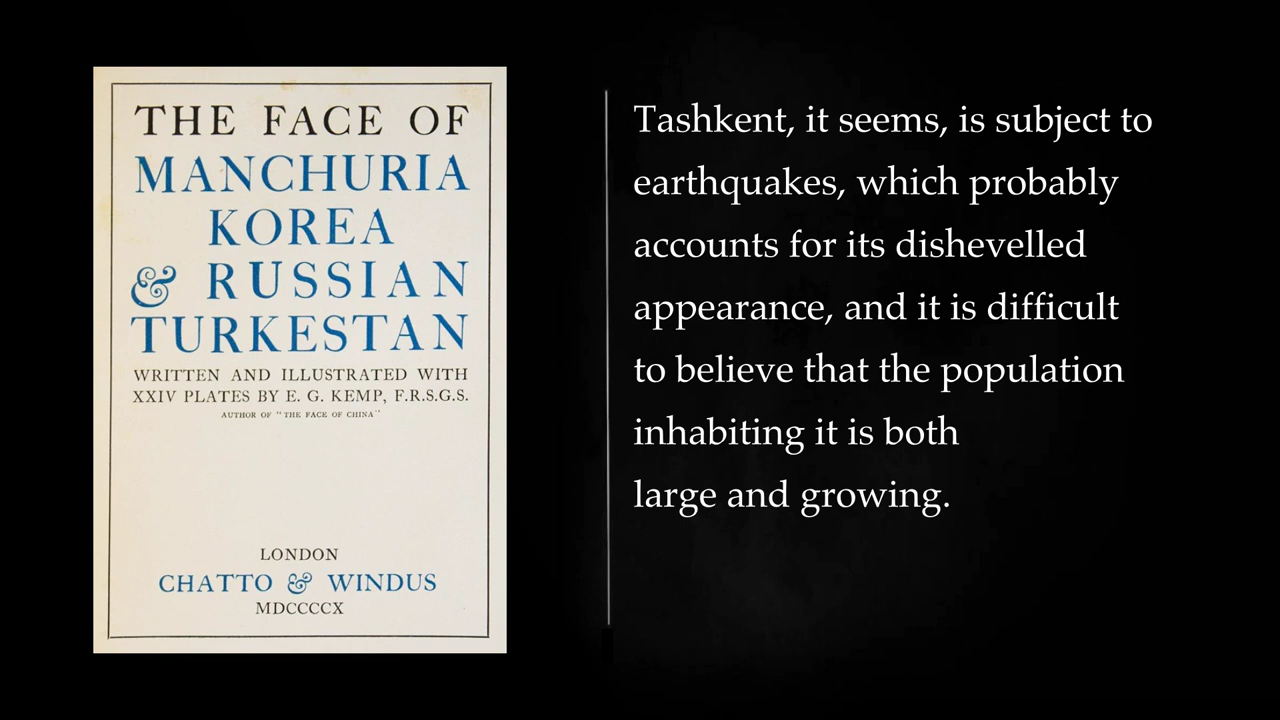 THE FACE OF
MANCHURIA
KOREA
& RUSSIAN
TURKESTAN
WRITTEN AND ILLUSTRATED WITH
XXIV PLATES BY E. G. KEMP, F.R.S.G.S.
AUTHOR OF "THE FACE OF CHINA"
LONDON
CHATTO & WINDUS
MDCCCCX
Tashkent, it seems, is subject to
earthquakes, which probably
accounts for its dishevelled
appearance, and it is difficult
to believe that the population
inhabiting it is both
large and growing.